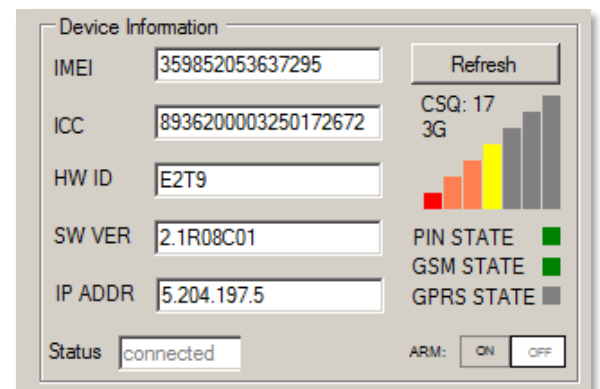 Device Information
IMEI 359852053637295 Refresh
CSQ: 17
3G
ICC 8936200003250172672
HW ID E2T9
SW VER 2.1R08C01 PIN STATE
GSM STATE
IP ADDR 5.204.197.5 GPRS STATE
Status connected ARM: ON OFF